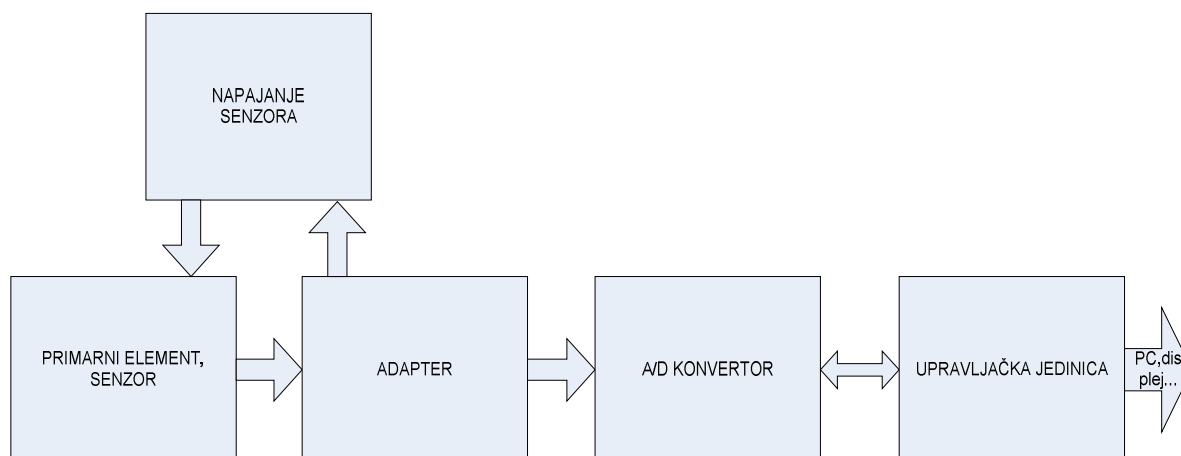 NAPAJANJE
SENZORA
PRIMARNI ELEMENT,
SENZOR
ADAPTER
A/D KONVERTOR
UPRAVLJAČKA JEDINICA
PC,dis
plej...